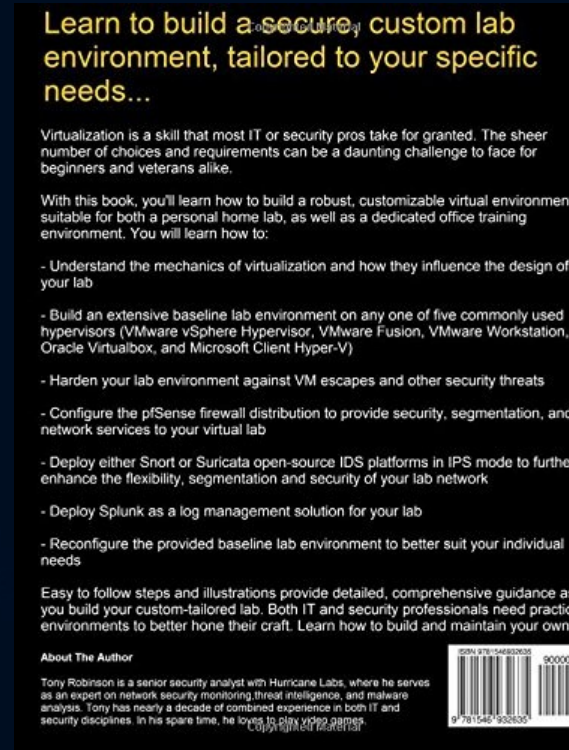 Learn to build a secure, custom lab
Copyrighted Material
environment, tailored to your specific
needs...
Virtualization is a skill that most IT or security pros take for granted. The sheer
number of choices and requirements can be a daunting challenge to face for
beginners and veterans alike.
With this book, you'll learn how to build a robust, customizable virtual environmen
suitable for both a personal home lab, as well as a dedicated office training
environment. You will learn how to:
- Understand the mechanics of virtualization and how they influence the design of
your lab
- Build an extensive baseline lab environment on any one of five commonly used
hypervisors (VMware vSphere Hypervisor, VMware Fusion, VMware Workstation,
Oracle Virtualbox, and Microsoft Client Hyper-V)
- Harden your lab environment against VM escapes and other security threats
- Configure the pfSense firewall distribution to provide security, segmentation, and
network services to your virtual lab
- Deploy either Snort or Suricata open-source IDS platforms in IPS mode to furthe
enhance the flexibility, segmentation and security of your lab network
- Deploy Splunk as a log management solution for your lab
- Reconfigure the provided baseline lab environment to better suit your individual
needs
Easy to follow steps and illustrations provide detailed, comprehensive guidance as
you build your custom-tailored lab. Both IT and security professionals need practic
environments to better hone their craft. Learn how to build and maintain your own
About The Author
Tony Robinson is a senior security analyst with Hurricane Labs, where he serves
as an expert on network security monitoring,threat intelligence, and malware
analysis. Tony has nearly a decade of combined experience in both IT and
security disciplines. In his spare time, he loves to play video games.
Copyrighted Material
ISBN 9781546932635
90000
9 781546 932635